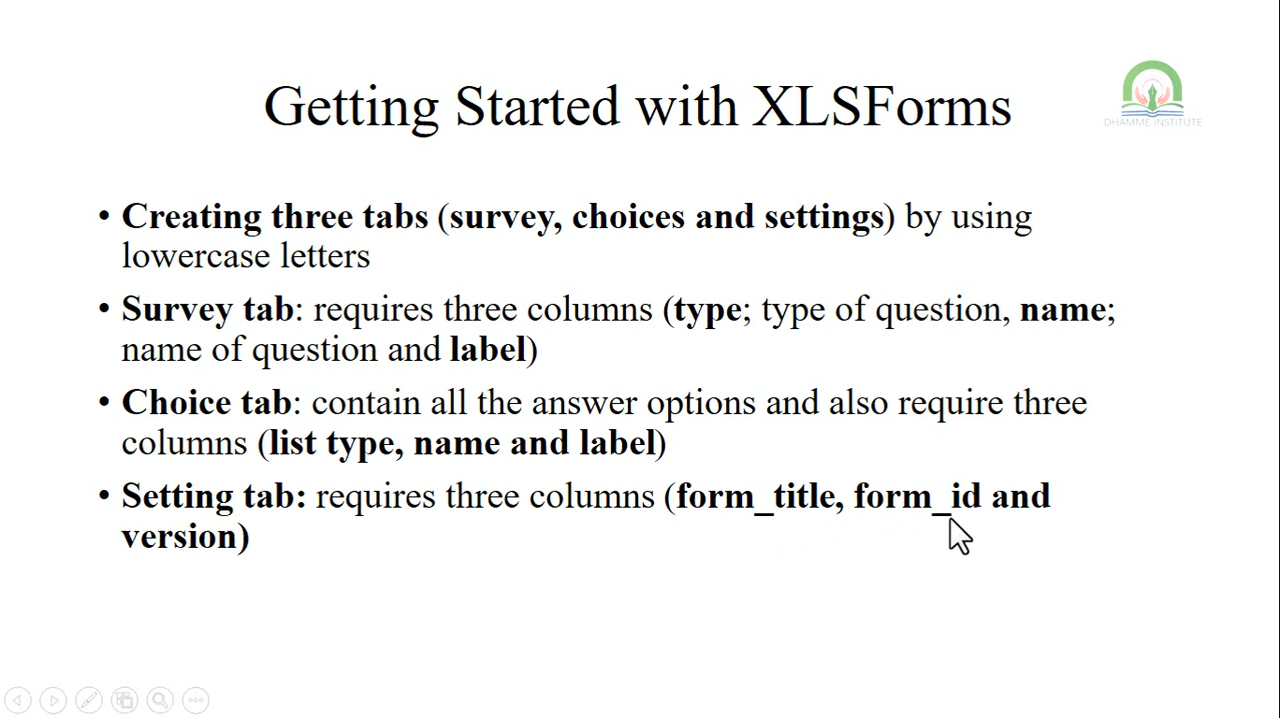 Getting Started with XLSForms
DHAMME INSTITUTE
• Creating three tabs (survey, choices and settings) by using
lowercase letters
• Survey tab: requires three columns (type; type of question, name;
name of question and label)
• Choice tab: contain all the answer options and also require three
columns (list type, name and label)
• Setting tab: requires three columns (form_title, form_id and
version)